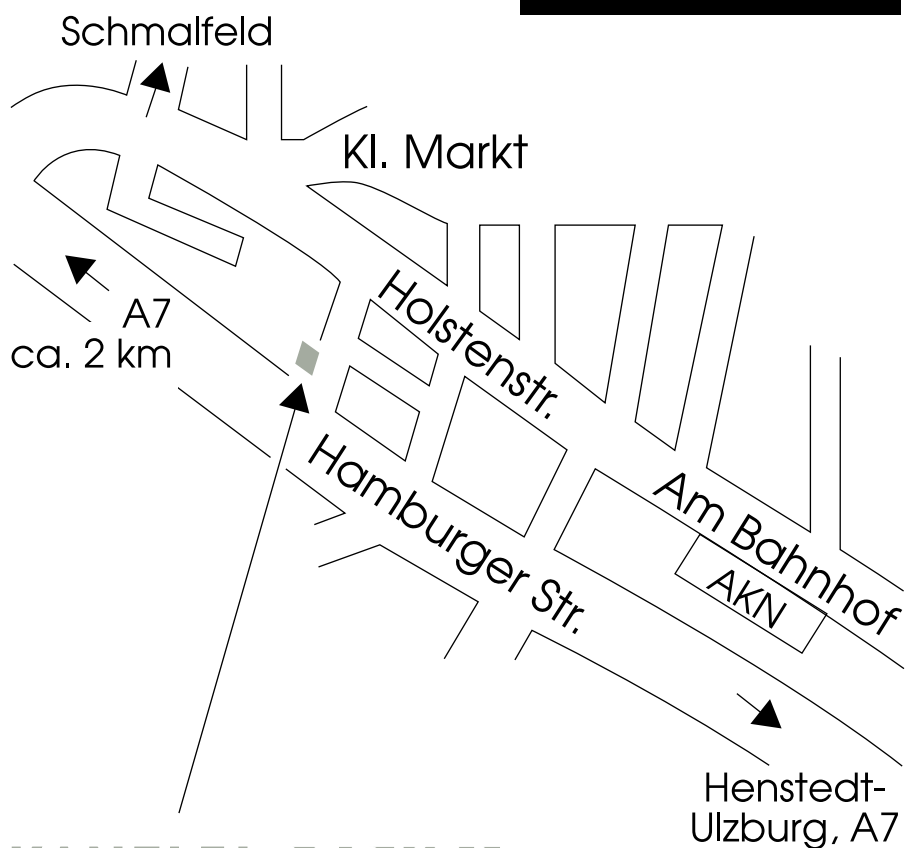 Schmalfeld
Kl. Markt
A7
ca. 2 km
Holstenstr.
Hamburger Str.
Am Bahnhof
AKN
Henstedt-
Ulzburg, A7